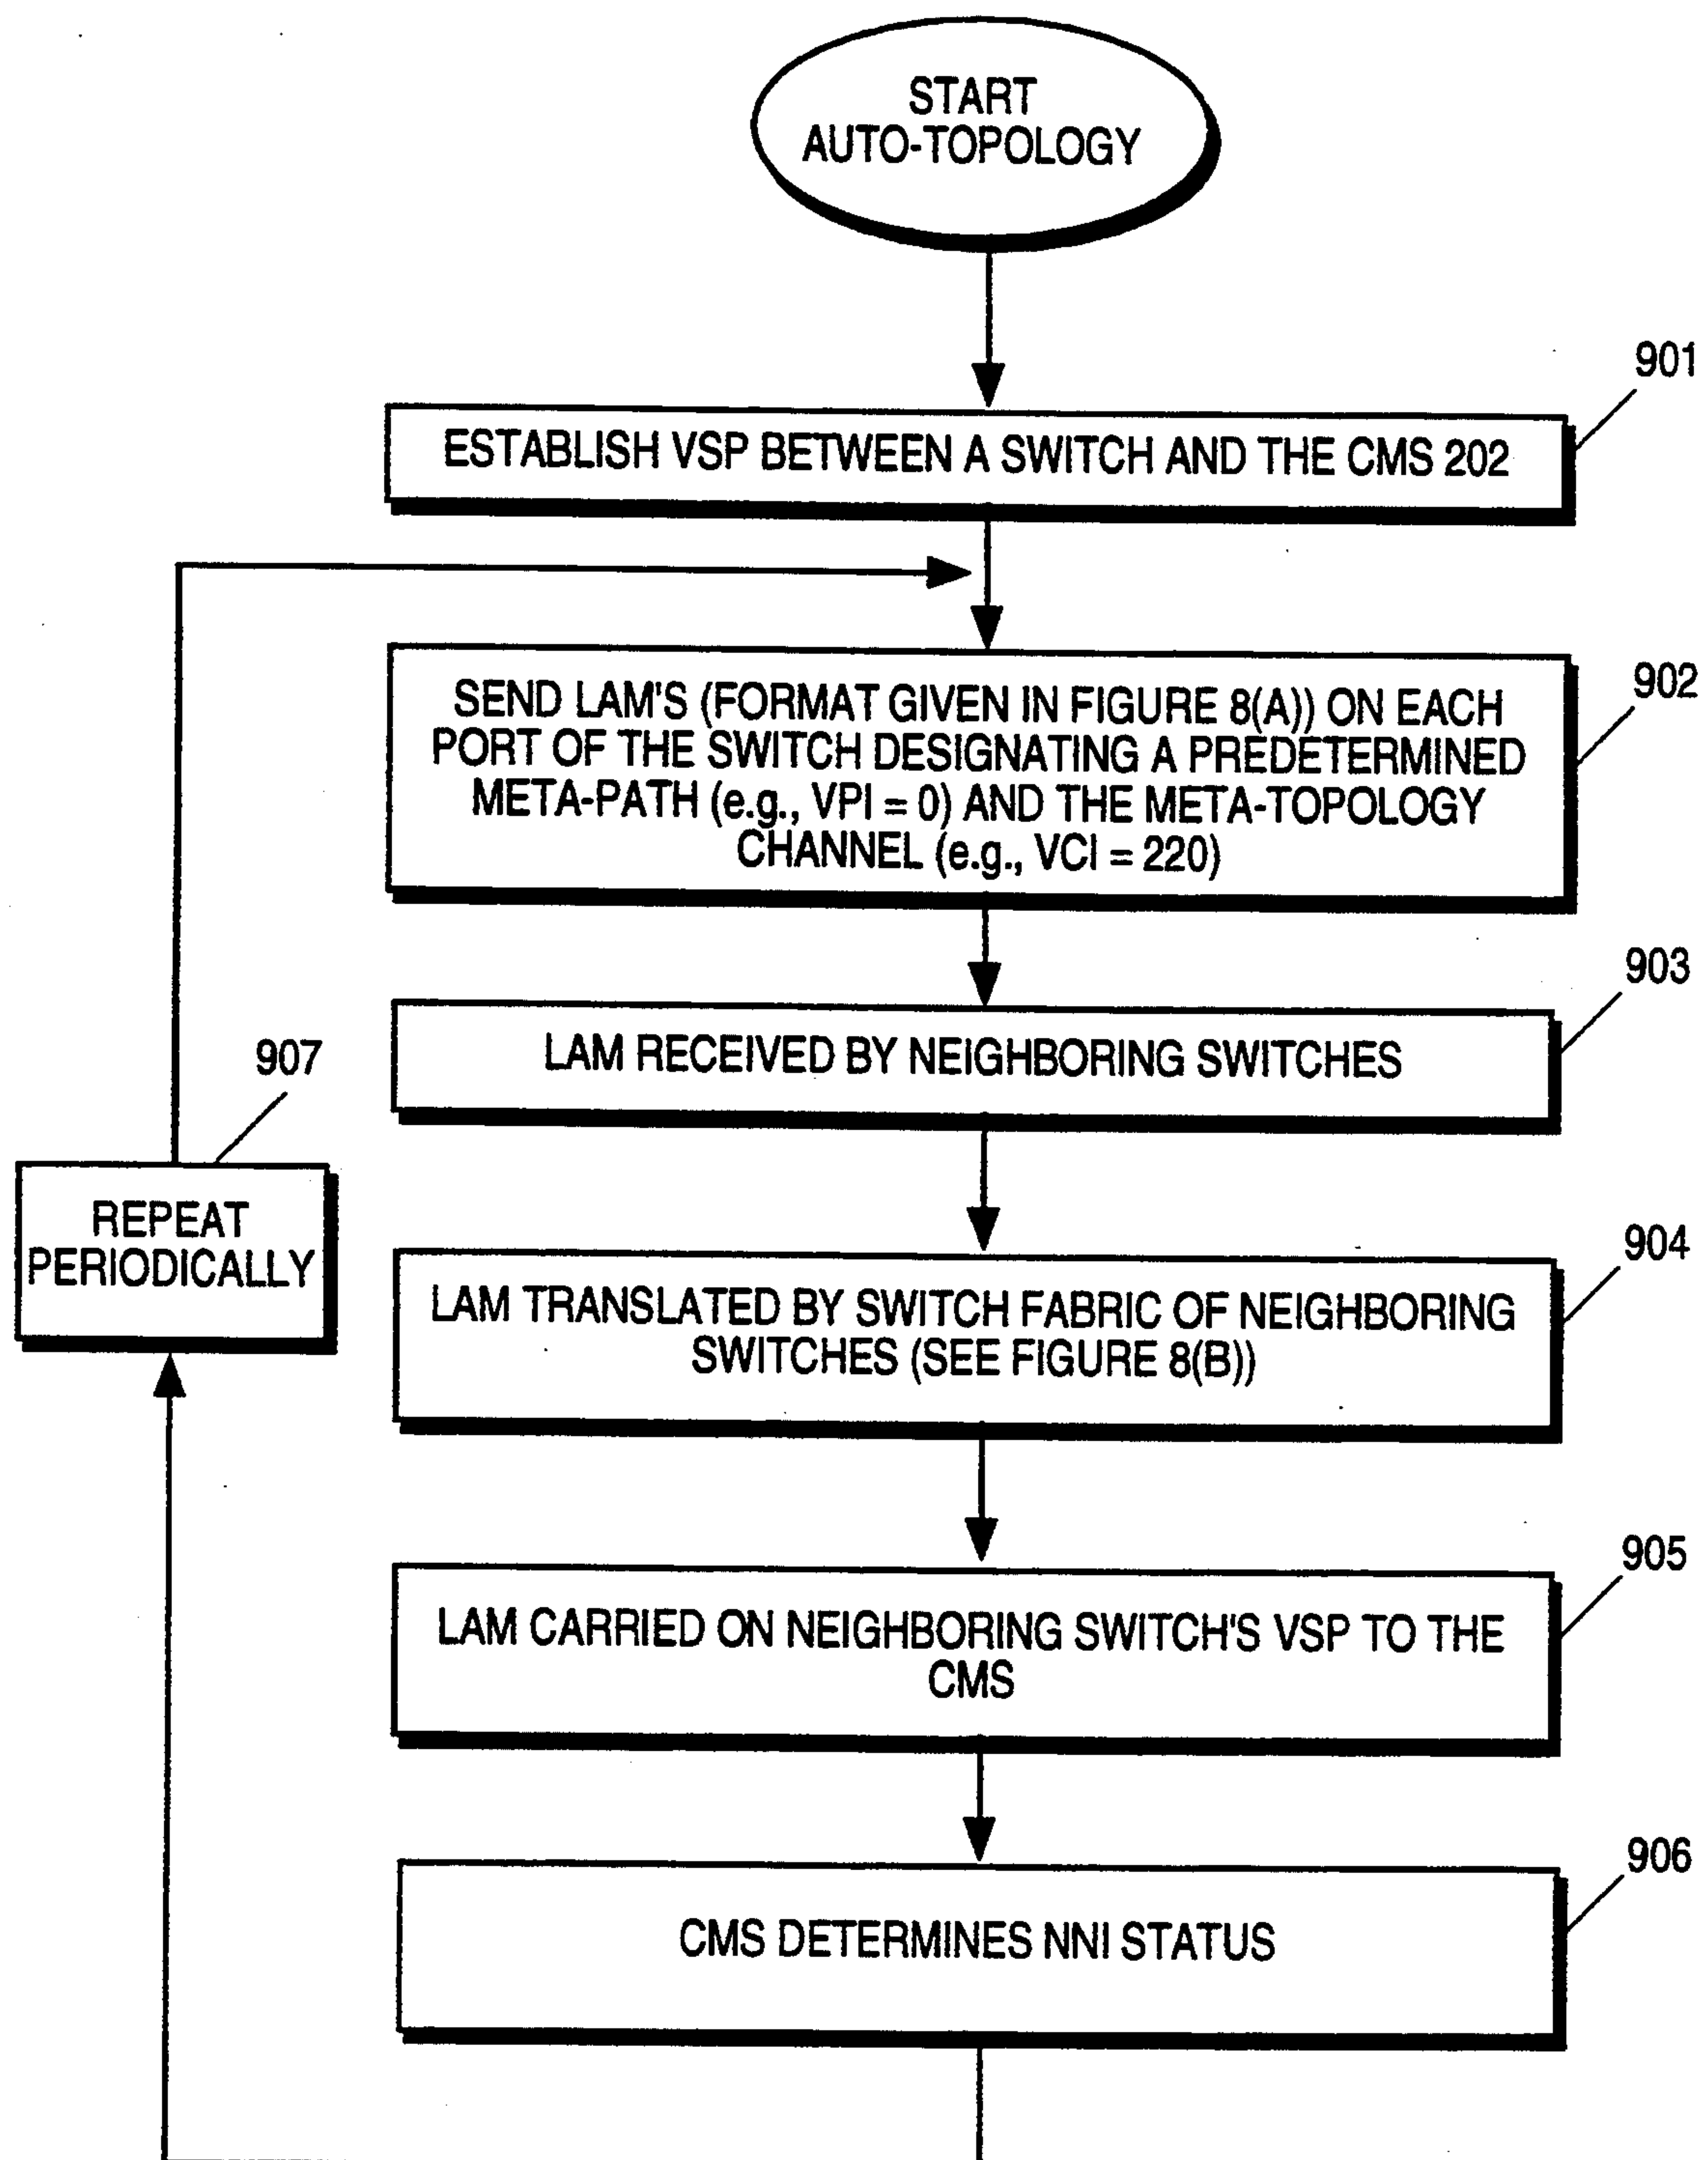 START
AUTO-TOPOLOGY
901
ESTABLISH VSP BETWEEN A SWITCH AND THE CMS 202
902
SEND LAM'S (FORMAT GIVEN IN FIGURE 8(A)) ON EACH
PORT OF THE SWITCH DESIGNATING A PREDETERMINED
META-PATH (e.g., VPI = 0) AND THE META-TOPOLOGY
CHANNEL (e.g., VCI = 220)
903
LAM RECEIVED BY NEIGHBORING SWITCHES
907
REPEAT
PERIODICALLY
904
LAM TRANSLATED BY SWITCH FABRIC OF NEIGHBORING
SWITCHES (SEE FIGURE 8(B))
905
LAM CARRIED ON NEIGHBORING SWITCH'S VSP TO THE
CMS
906
CMS DETERMINES NNI STATUS